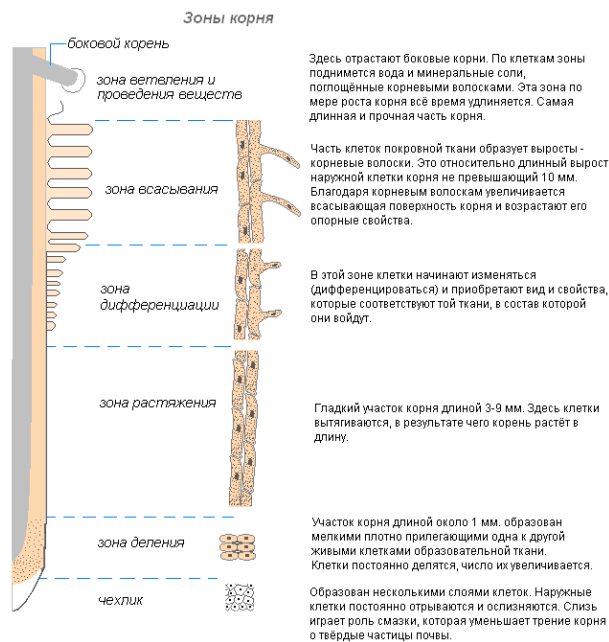 Зоны корня
боковой корень
зона ветвления и
проведения веществ
Здесь отрастают боковые корни. По клеткам зоны
поднимется вода и минеральные соли,
поглощённые корневыми волосками. Эта зона по
мере роста корня всё время удлиняется. Самая
длинная и прочная часть корня.
зона всасывания
Часть клеток покровной ткани образует выросты -
корневые волоски. Это относительно длинный вырост
наружной клетки корня не превышающий 10 мм.
Благодаря корневым волоскам увеличивается
всасывающая поверхность корня и возрастают его
опорные свойства.
зона
дифференциации
В этой зоне клетки начинают изменяться
(дифференцироваться) и приобретают вид и свойства,
которые соответствуют той ткани, в состав которой
они войдут.
зона растяжения
Гладкий участок корня длиной 3-9 мм. Здесь клетки
вытягиваются, в результате чего корень растёт в
длину.
зона деления
Участок корня длиной около 1 мм. образован
мелкими плотно прилегающими одна к другой
живыми клетками образовательной ткани.
Клетки постоянно делятся, число их увеличивается.
чехлик
Образован несколькими слоями клеток. Наружные
клетки постоянно отрываются и ослизняются. Слизь
играет роль смазки, которая уменьшает трение корня
о твёрдые частицы почвы.